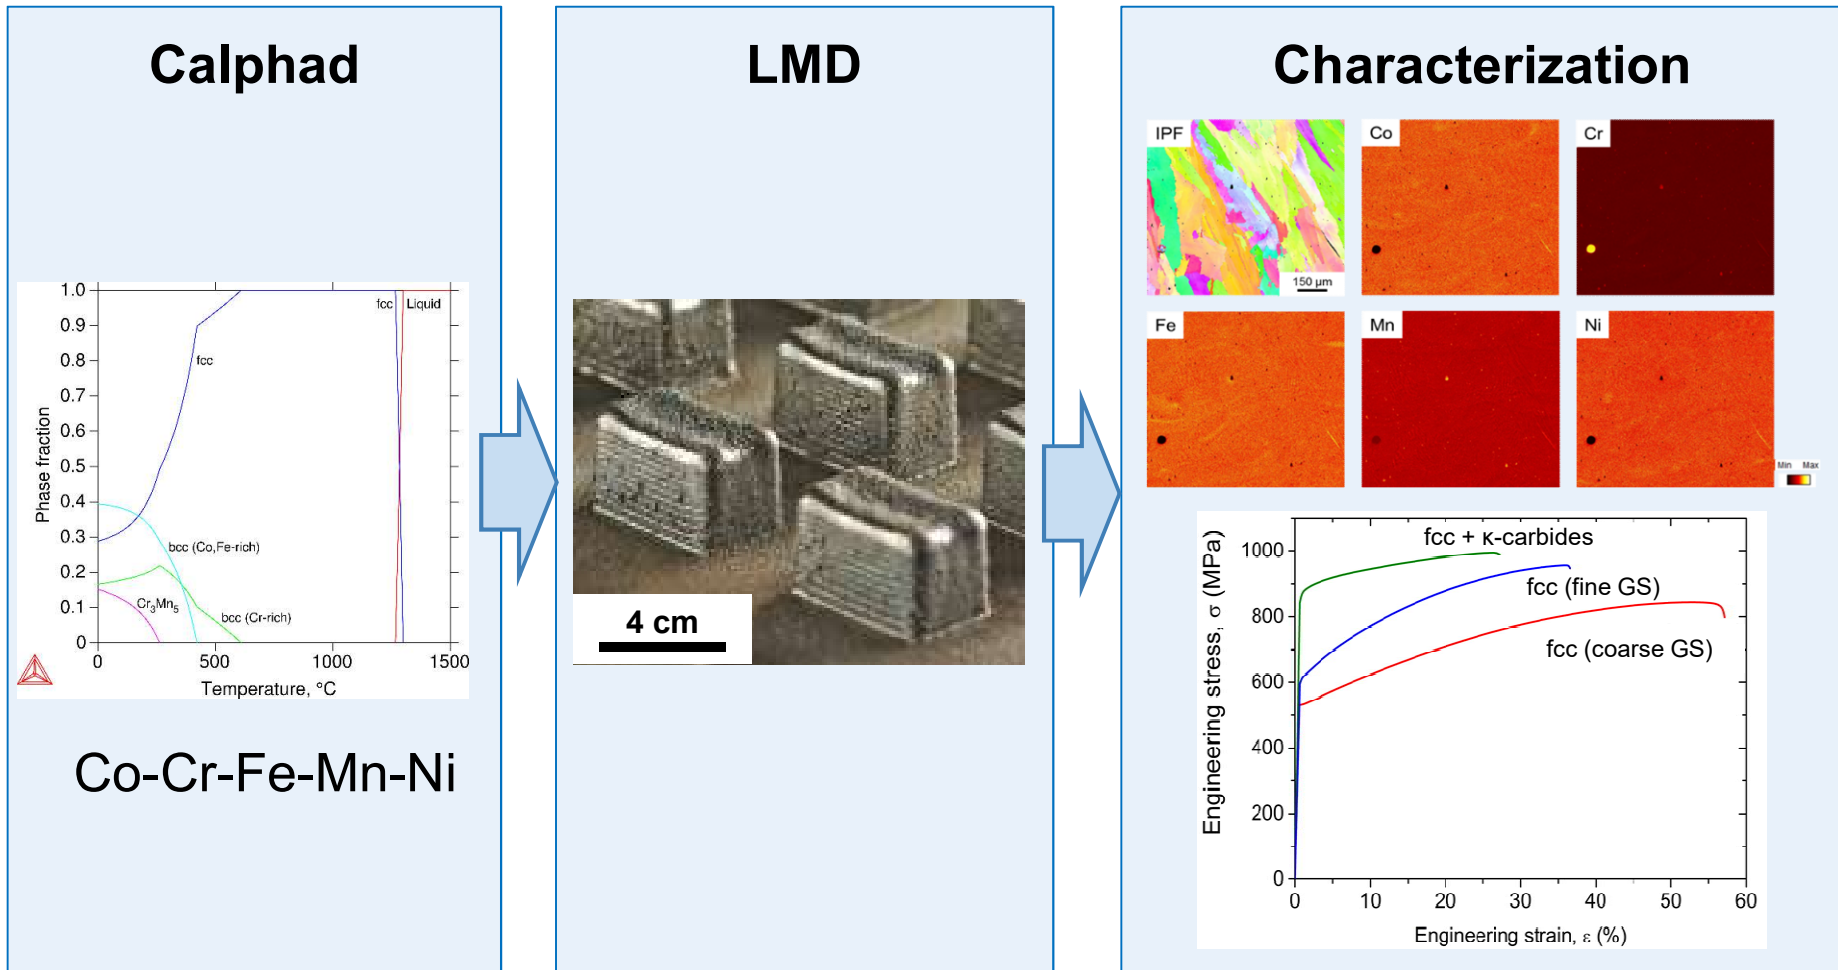 Calphad
1.0
0.9
0.8
0.7
0.6
0.5
0.4
0.3
0.2
0.1
0
Phase fraction
fcc
fcc
Liquid
bcc (Co,Fe-rich)
Cr₃Mn₅
bcc (Cr-rich)
0 500 1000 1500
Temperature, °C
Co-Cr-Fe-Mn-Ni
LMD
4 cm
Characterization
IPF
150 µm
Co
Cr
Fe
Mn
Ni
Min Max
1000
800
600
400
200
0
Engineering stress, σ (MPa)
fcc + κ-carbides
fcc (fine GS)
fcc (coarse GS)
0 10 20 30 40 50 60
Engineering strain, ε (%)